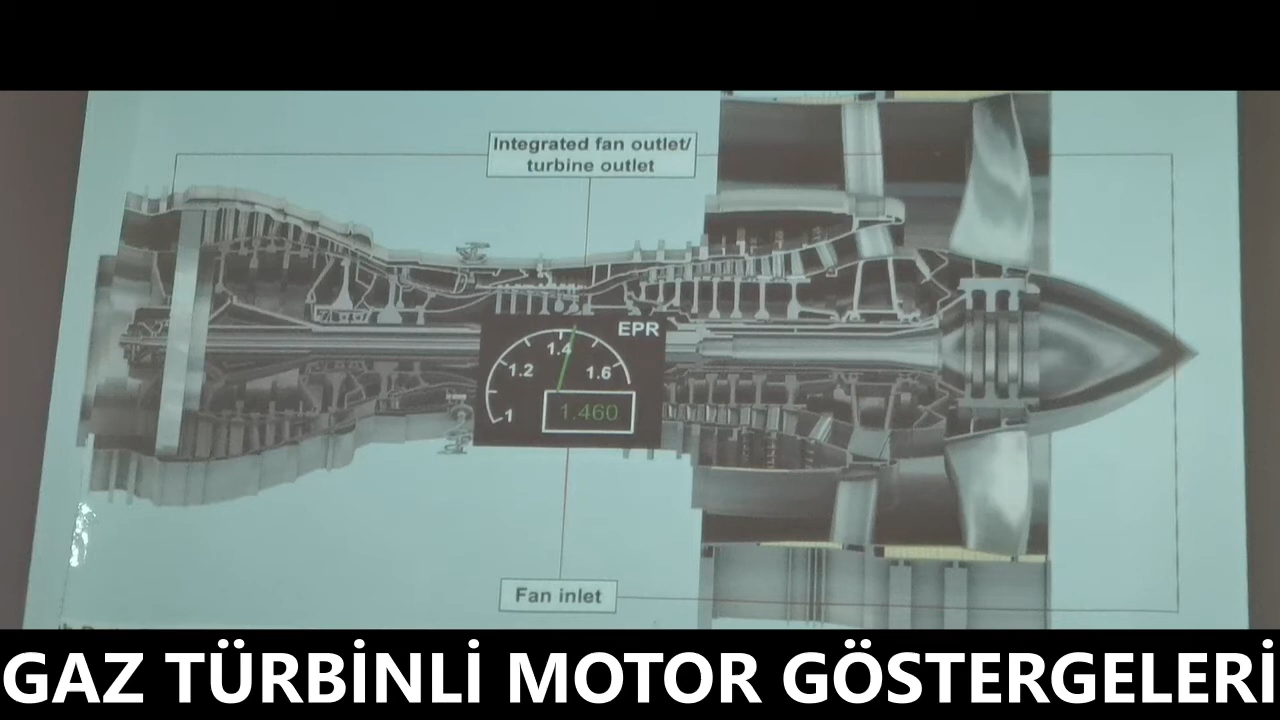 Integrated fan outlet/
turbine outlet
EPR
1.4
1.2
1.6
1
1.460
Fan inlet
GAZ TÜRBİNLİ MOTOR GÖSTERGELERİ